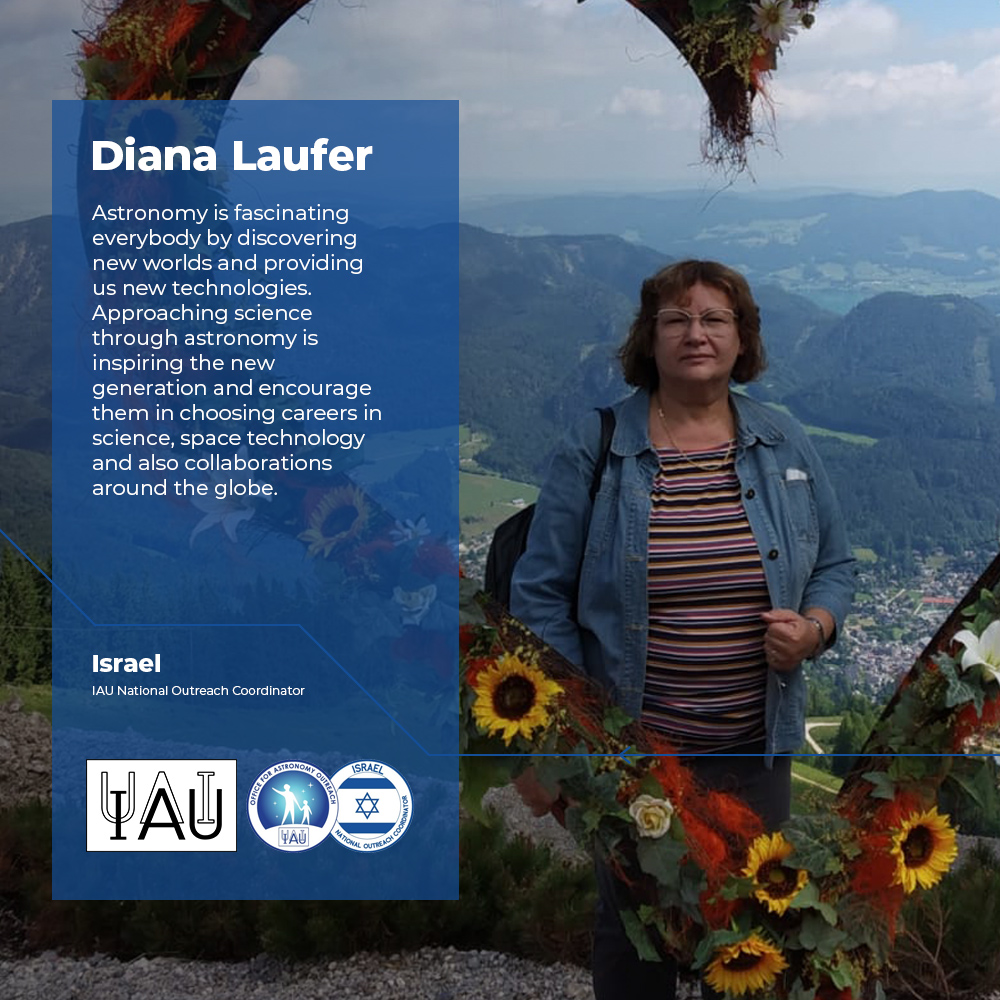 Diana Laufer
Astronomy is fascinating
everybody by discovering
new worlds and providing
us new technologies.
Approaching science
through astronomy is
inspiring the new
generation and encourage
them in choosing careers in
science, space technology
and also collaborations
around the globe.
Israel
IAU National Outreach Coordinator
UAI
IAU
OFFICE FOR ASTRONOMY OUTREACH
UAI
IAU
ISRAEL
NATIONAL OUTREACH COORDINATOR